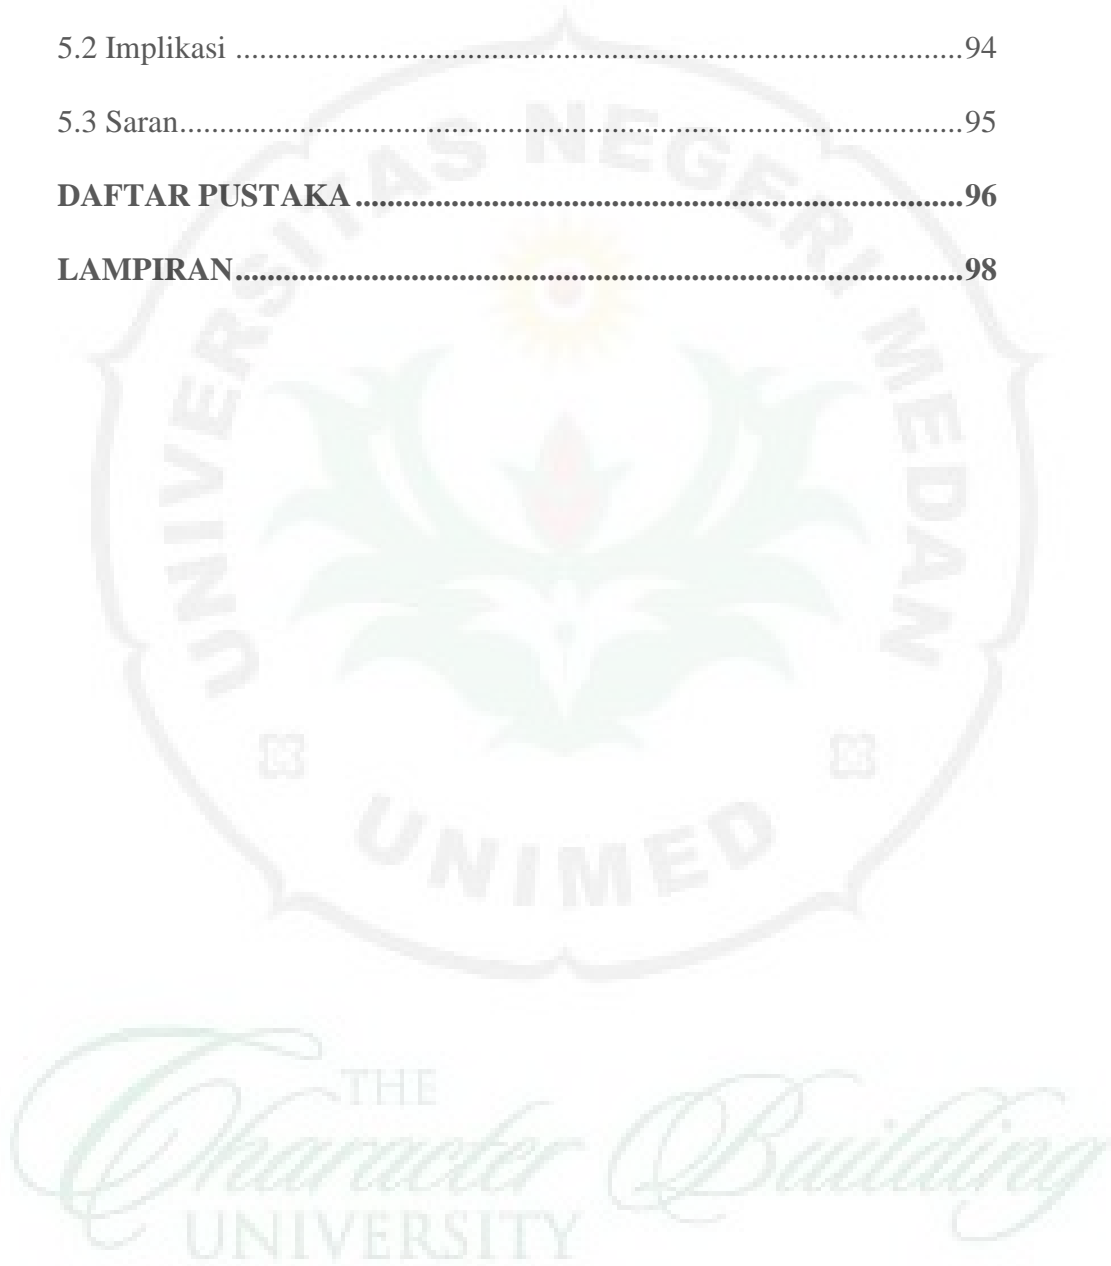 5.2 Implikasi ............................................................................................94
5.3 Saran...................................................................................................95
DAFTAR PUSTAKA.............................................................................96
LAMPIRAN............................................................................................98
UNIVERSITAS NEGERI MEDAN
UNIMED
THE
Character Building
UNIVERSITY